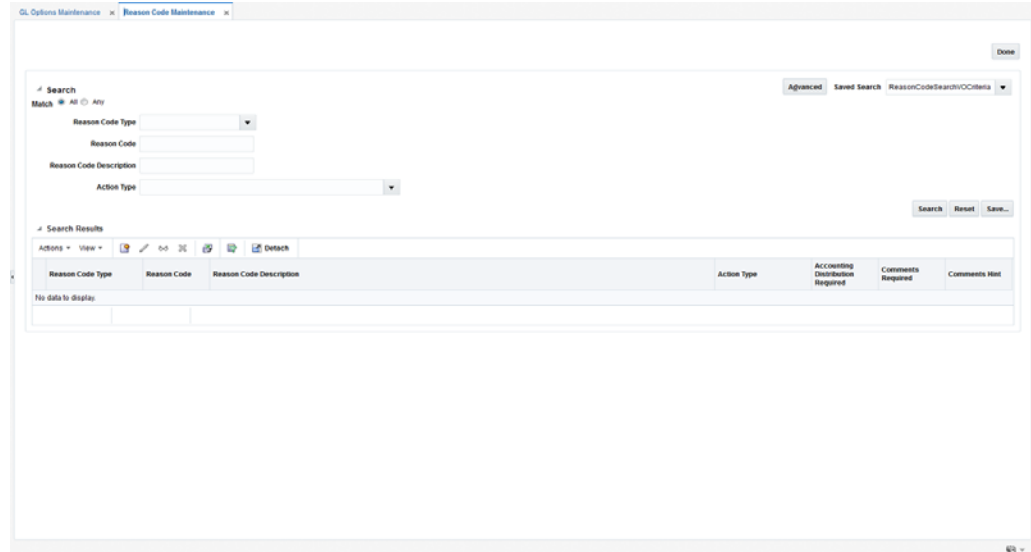 GL Options Maintenance
Reason Code Maintenance
Done
Search
Advanced Saved Search ReasonCodeSearchVOCriteria
Match All Any
Reason Code Type
Reason Code
Reason Code Description
Action Type
Search Reset Save...
Search Results
Actions View Detach
Reason Code Type Reason Code Reason Code Description Action Type Accounting Distribution Required Comments Required Comments Hint
No data to display.